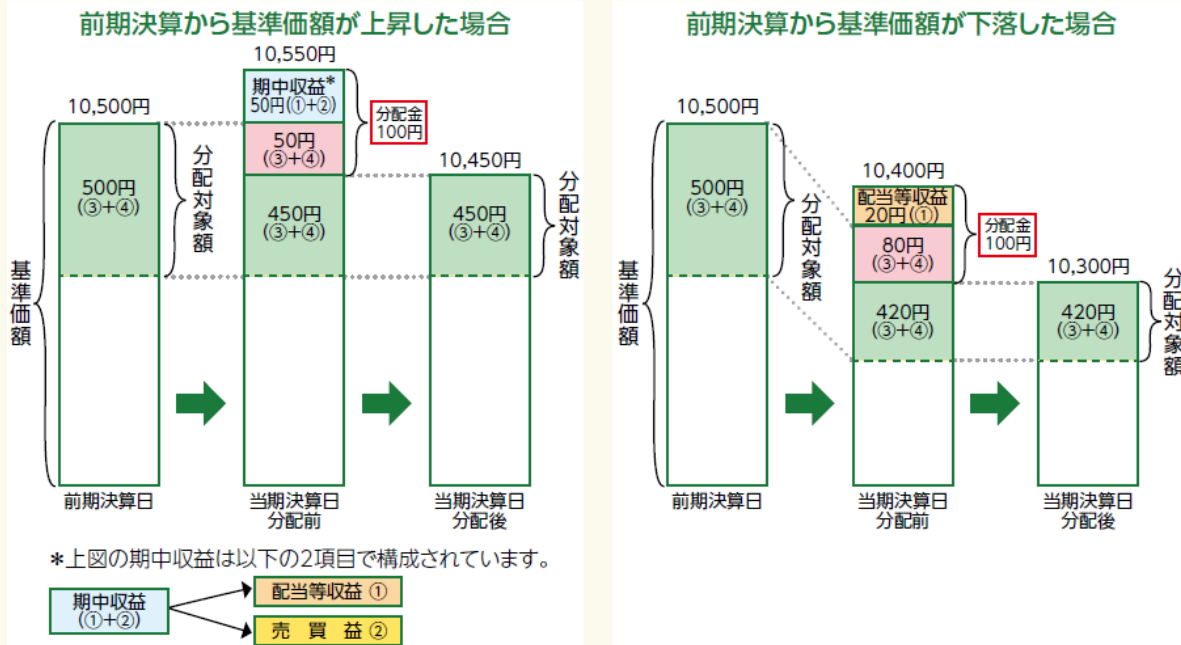 前期決算から基準価額が上昇した場合
10,500円
500円
(③+④)
分配対象額
基準価額
前期決算日
10,550円
期中収益*
50円(①+②)
50円
(③+④)
450円
(③+④)
分配金
100円
当期決算日
分配前
10,450円
450円
(③+④)
分配対象額
当期決算日
分配後
*上図の期中収益は以下の2項目で構成されています。
期中収益
(①+②)
配当等収益 ①
売 買 益 ②
前期決算から基準価額が下落した場合
10,500円
500円
(③+④)
分配対象額
基準価額
前期決算日
10,400円
配当等収益
20円(①)
80円
(③+④)
420円
(③+④)
分配金
100円
当期決算日
分配前
10,300円
420円
(③+④)
分配対象額
当期決算日
分配後